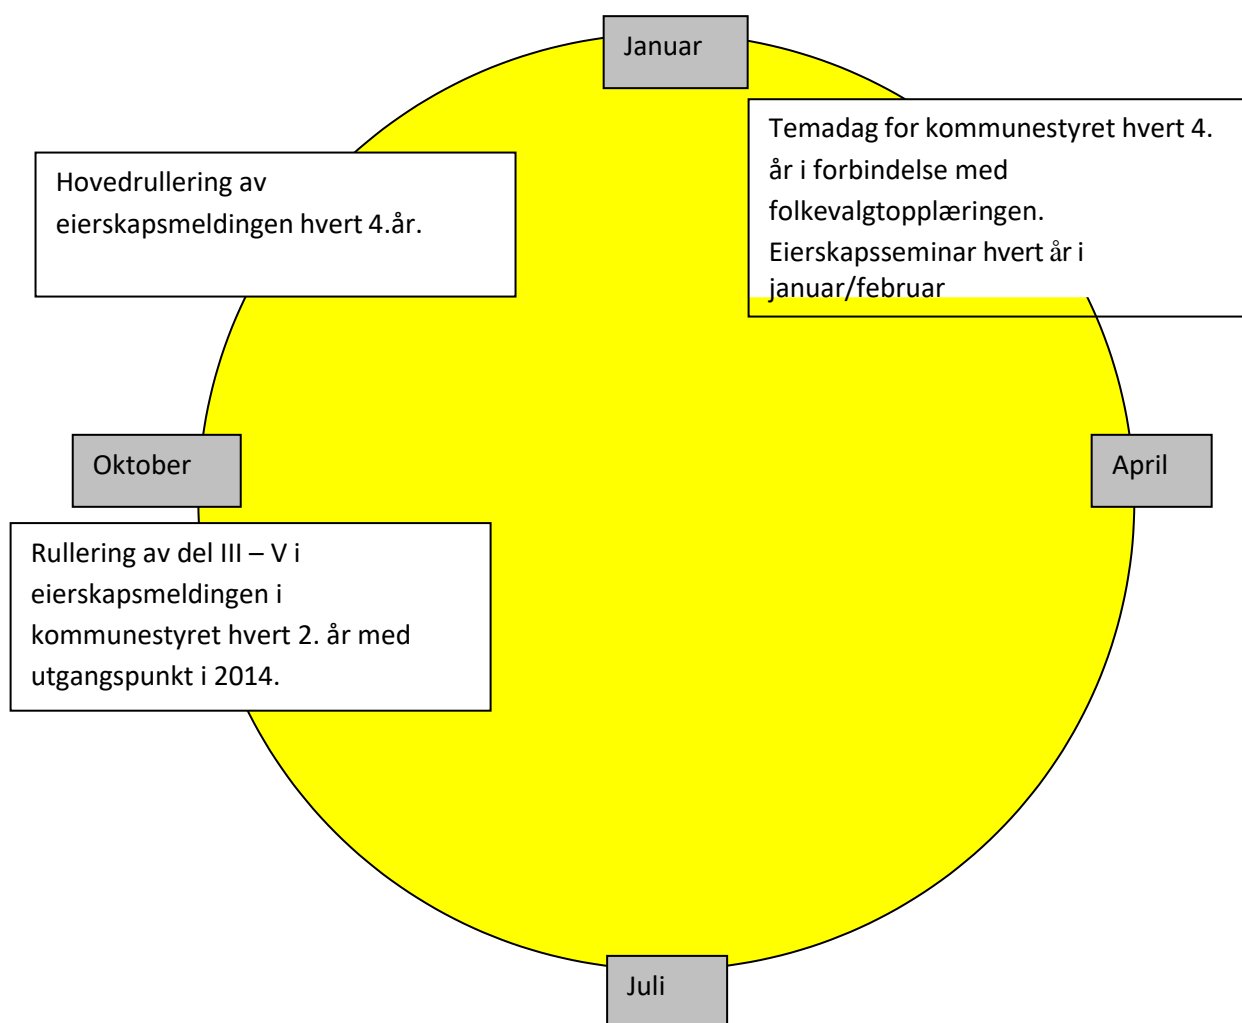 Januar
Temadag for kommunestyret hvert 4.
år i forbindelse med
folkevalgtopplæringen.
Eierskapsseminar hvert år i
januar/februar
Hovedrullering av
eierskapsmeldingen hvert 4.år.
Oktober
April
Rullering av del III – V i
eierskapsmeldingen i
kommunestyret hvert 2. år med
utgangspunkt i 2014.
Juli